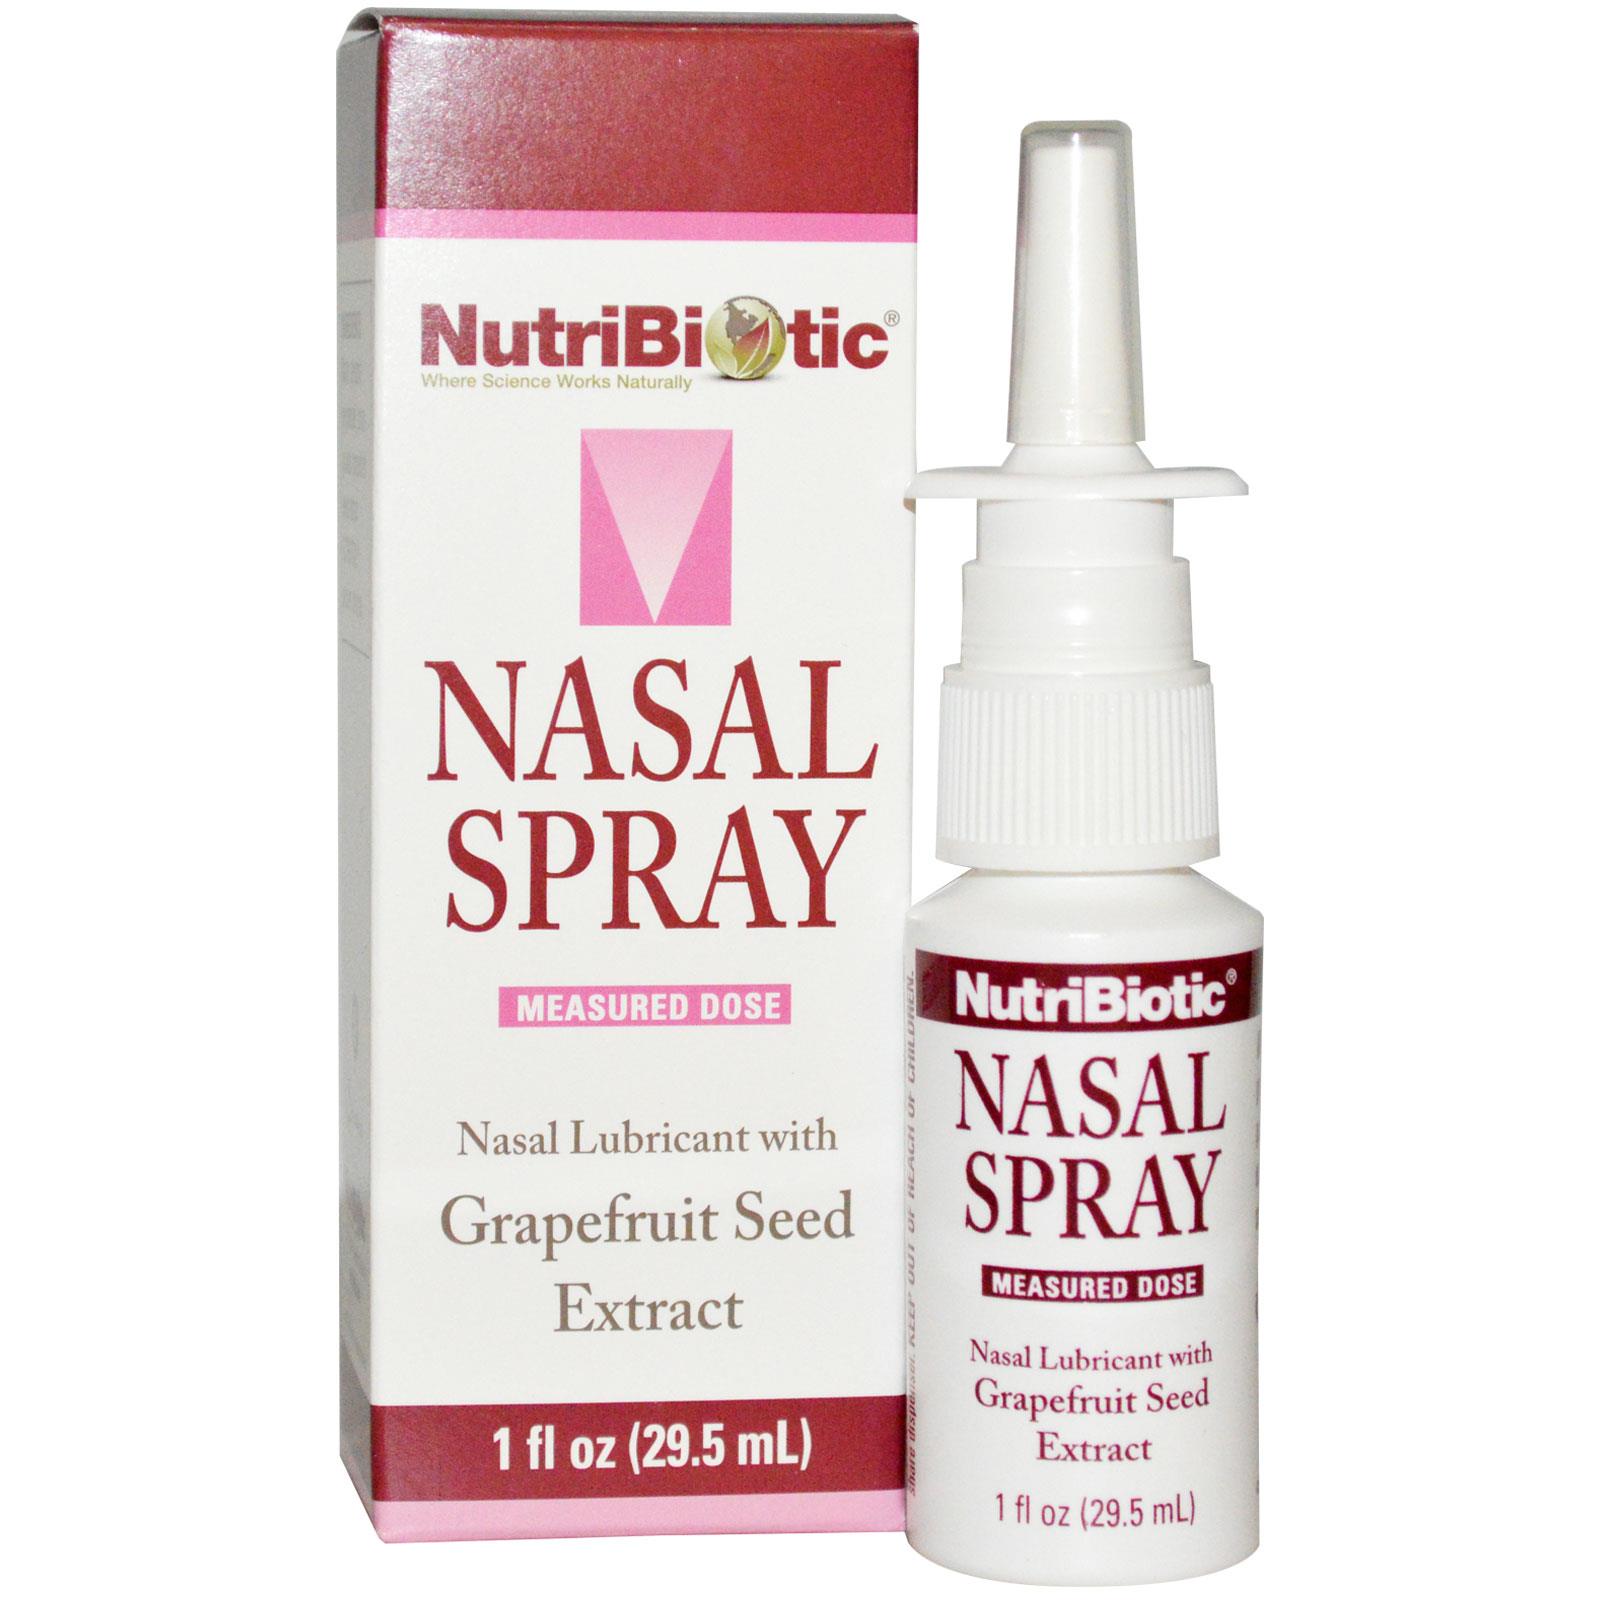 NutriBiotic®
Where Science Works Naturally
NASAL
SPRAY
MEASURED DOSE
Nasal Lubricant with
Grapefruit Seed
Extract
1 fl oz (29.5 mL)
NutriBiotic®
NASAL
SPRAY
MEASURED DOSE
Nasal Lubricant with
Grapefruit Seed
Extract
1 fl oz (29.5 mL)
share dispenser. KEEP OUT OF REACH OF CHILDREN.